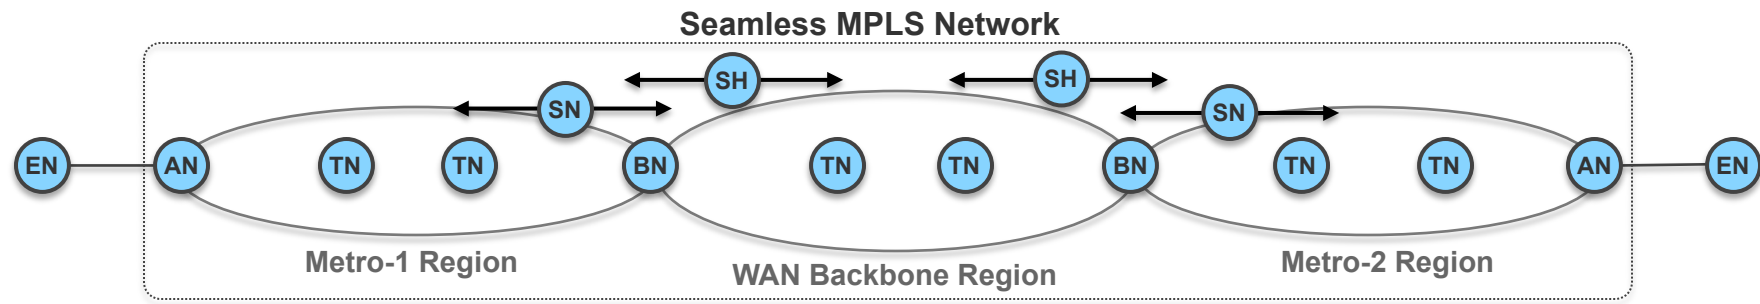 Seamless MPLS Network
SH SH
SN SN
EN AN TN TN BN TN TN BN TN TN AN EN
Metro-1 Region WAN Backbone Region Metro-2 Region